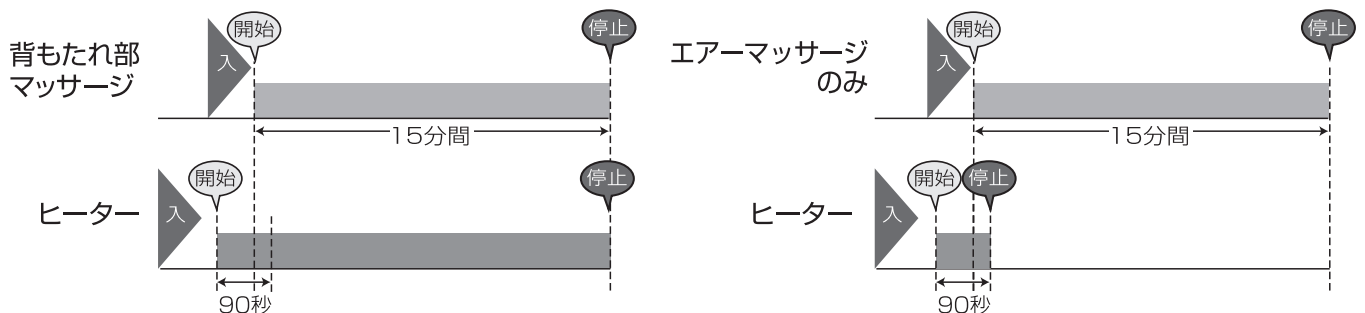 開始
停止
背もたれ部
マッサージ
入
15分間
開始
停止
ヒーター
入
90秒
開始
停止
エアーマッサージ
のみ
入
15分間
開始
停止
ヒーター
入
90秒